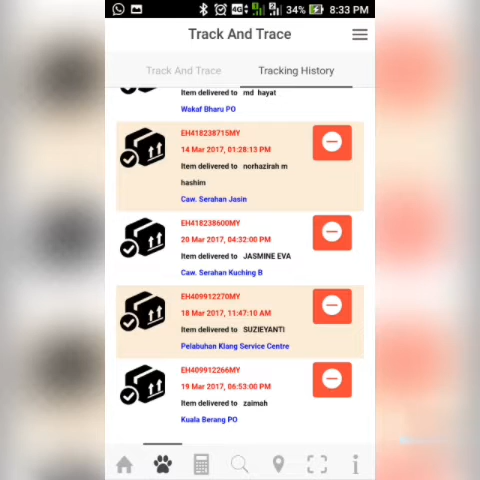 4G 1 2 34% 8:33 PM
Track And Trace
Track And Trace Tracking History
Item delivered to md hayat
Wakaf Bharu PO
EH418238715MY
14 Mar 2017, 01:28:13 PM
Item delivered to norhazirah m
hashim
Caw. Serahan Jasin
EH418238600MY
20 Mar 2017, 04:32:00 PM
Item delivered to JASMINE EVA
Caw. Serahan Kuching B
EH409912270MY
18 Mar 2017, 11:47:10 AM
Item delivered to SUZIEYANTI
Pelabuhan Klang Service Centre
EH409912266MY
19 Mar 2017, 06:53:00 PM
Item delivered to zaimah
Kuala Berang PO